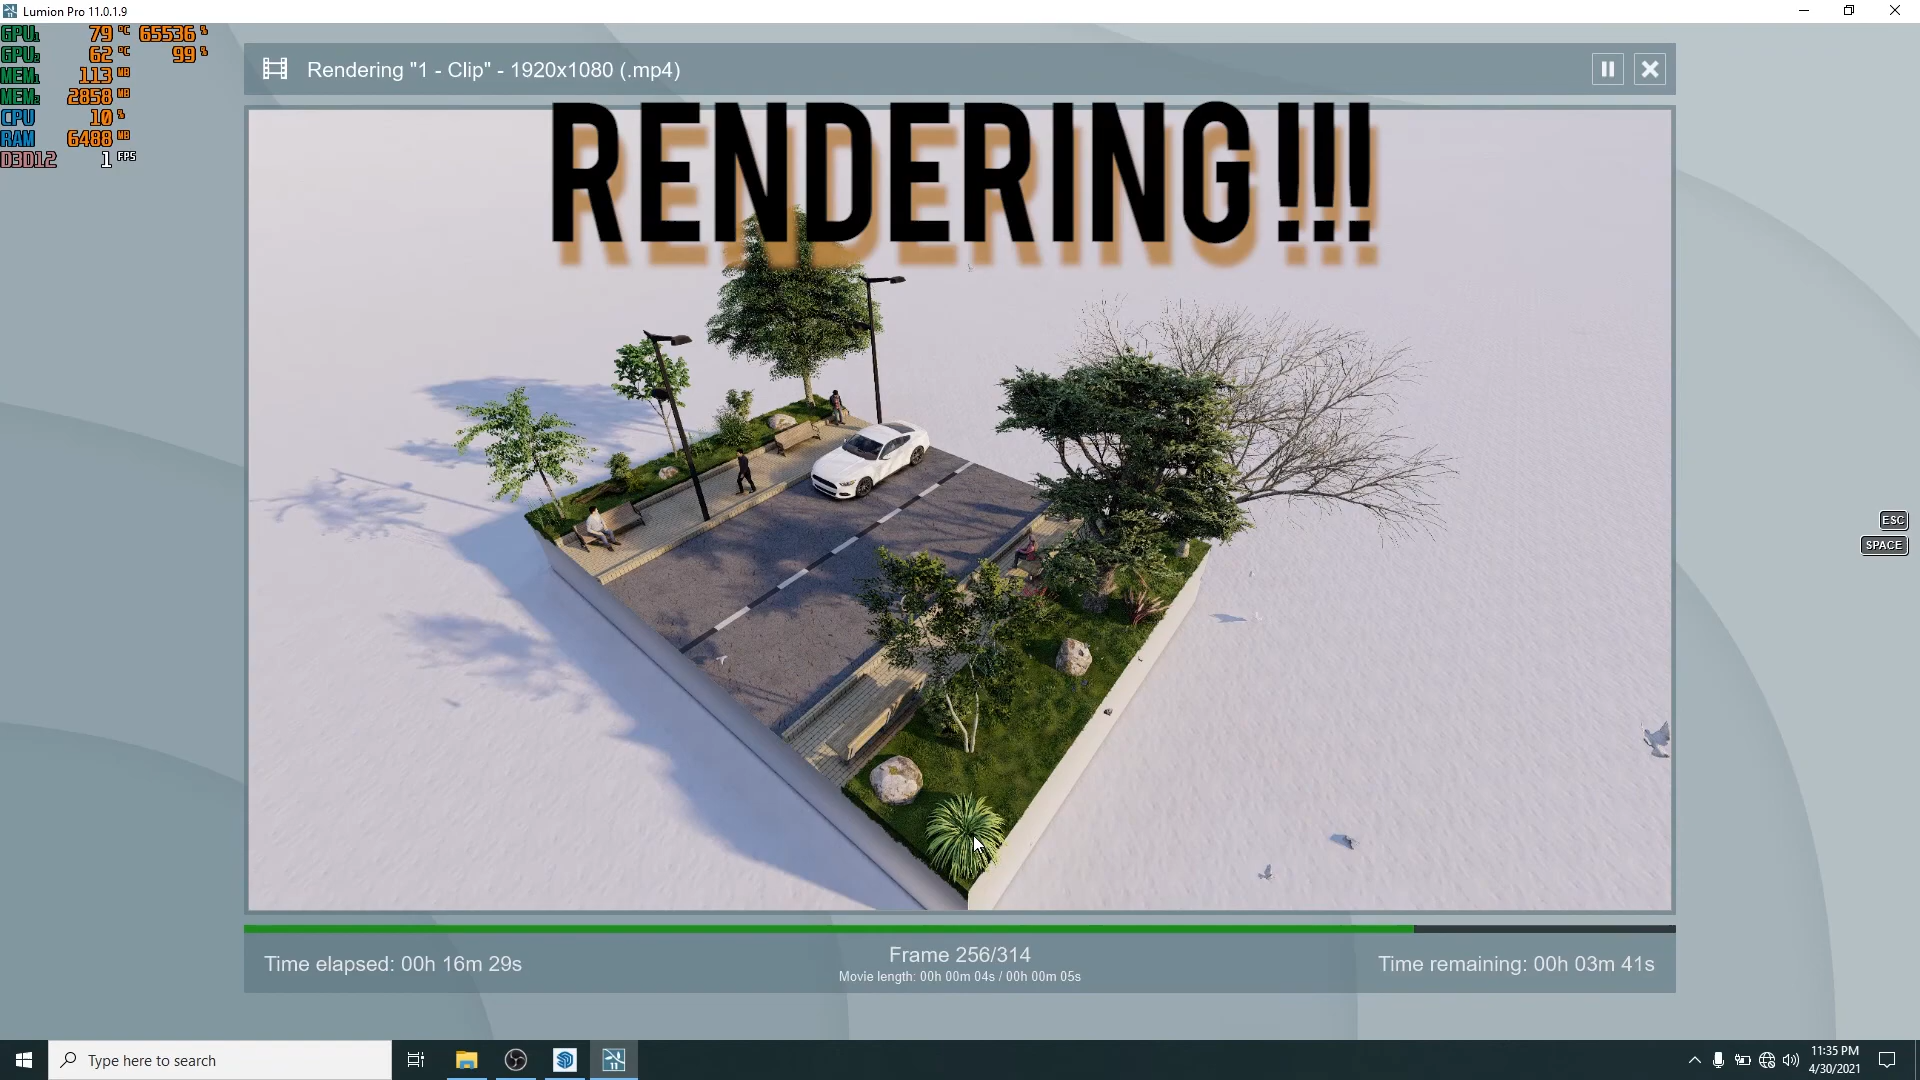 Lumion Pro 11.0.1.9
GPU1 79 °C 65536 %
GPU2 62 °C 99 %
MEM1 113 MB
MEM2 2858 MB
CPU 10 %
RAM 6488 MB
D3D12 1 FPS
Rendering "1 - Clip" - 1920x1080 (.mp4)
RENDERING!!!
ESC
SPACE
Time elapsed: 00h 16m 29s
Frame 256/314
Movie length: 00h 00m 04s / 00h 00m 05s
Time remaining: 00h 03m 41s
Type here to search
11
11:35 PM
4/30/2021